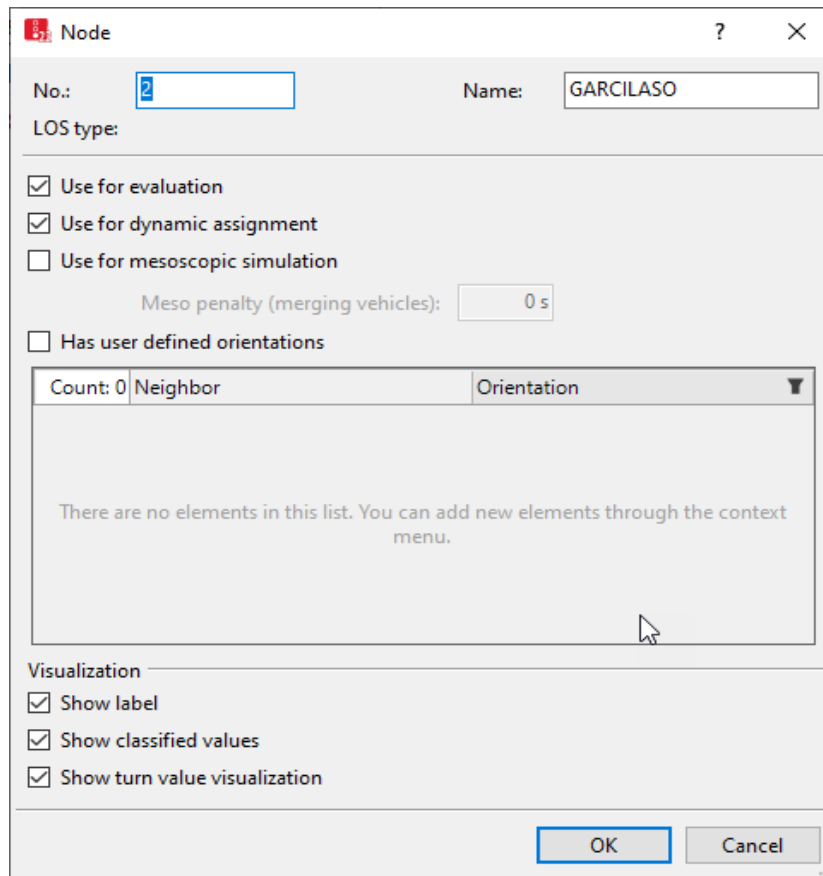 Node
No.: 2 Name: GARCILASO
LOS type:
Use for evaluation
Use for dynamic assignment
Use for mesoscopic simulation
Meso penalty (merging vehicles): 0 s
Has user defined orientations
Count: 0 Neighbor Orientation
There are no elements in this list. You can add new elements through the context
menu.
Visualization
Show label
Show classified values
Show turn value visualization
OK Cancel